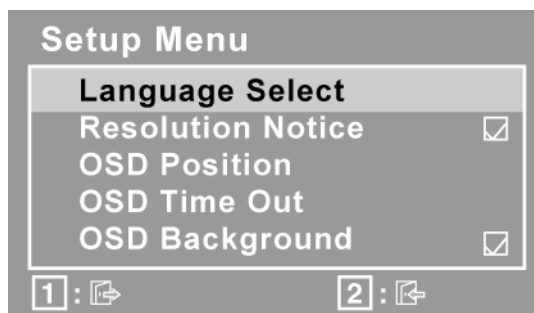 Setup Menu
Language Select
Resolution Notice
OSD Position
OSD Time Out
OSD Background
1: 2: